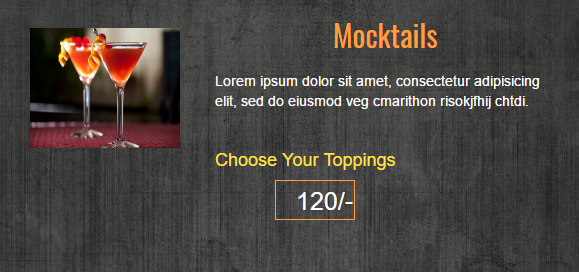 Mocktails
Lorem ipsum dolor sit amet, consectetur adipisicing
elit, sed do eiusmod veg cmarithon risokjfhij chtdi.
Choose Your Toppings
120/-